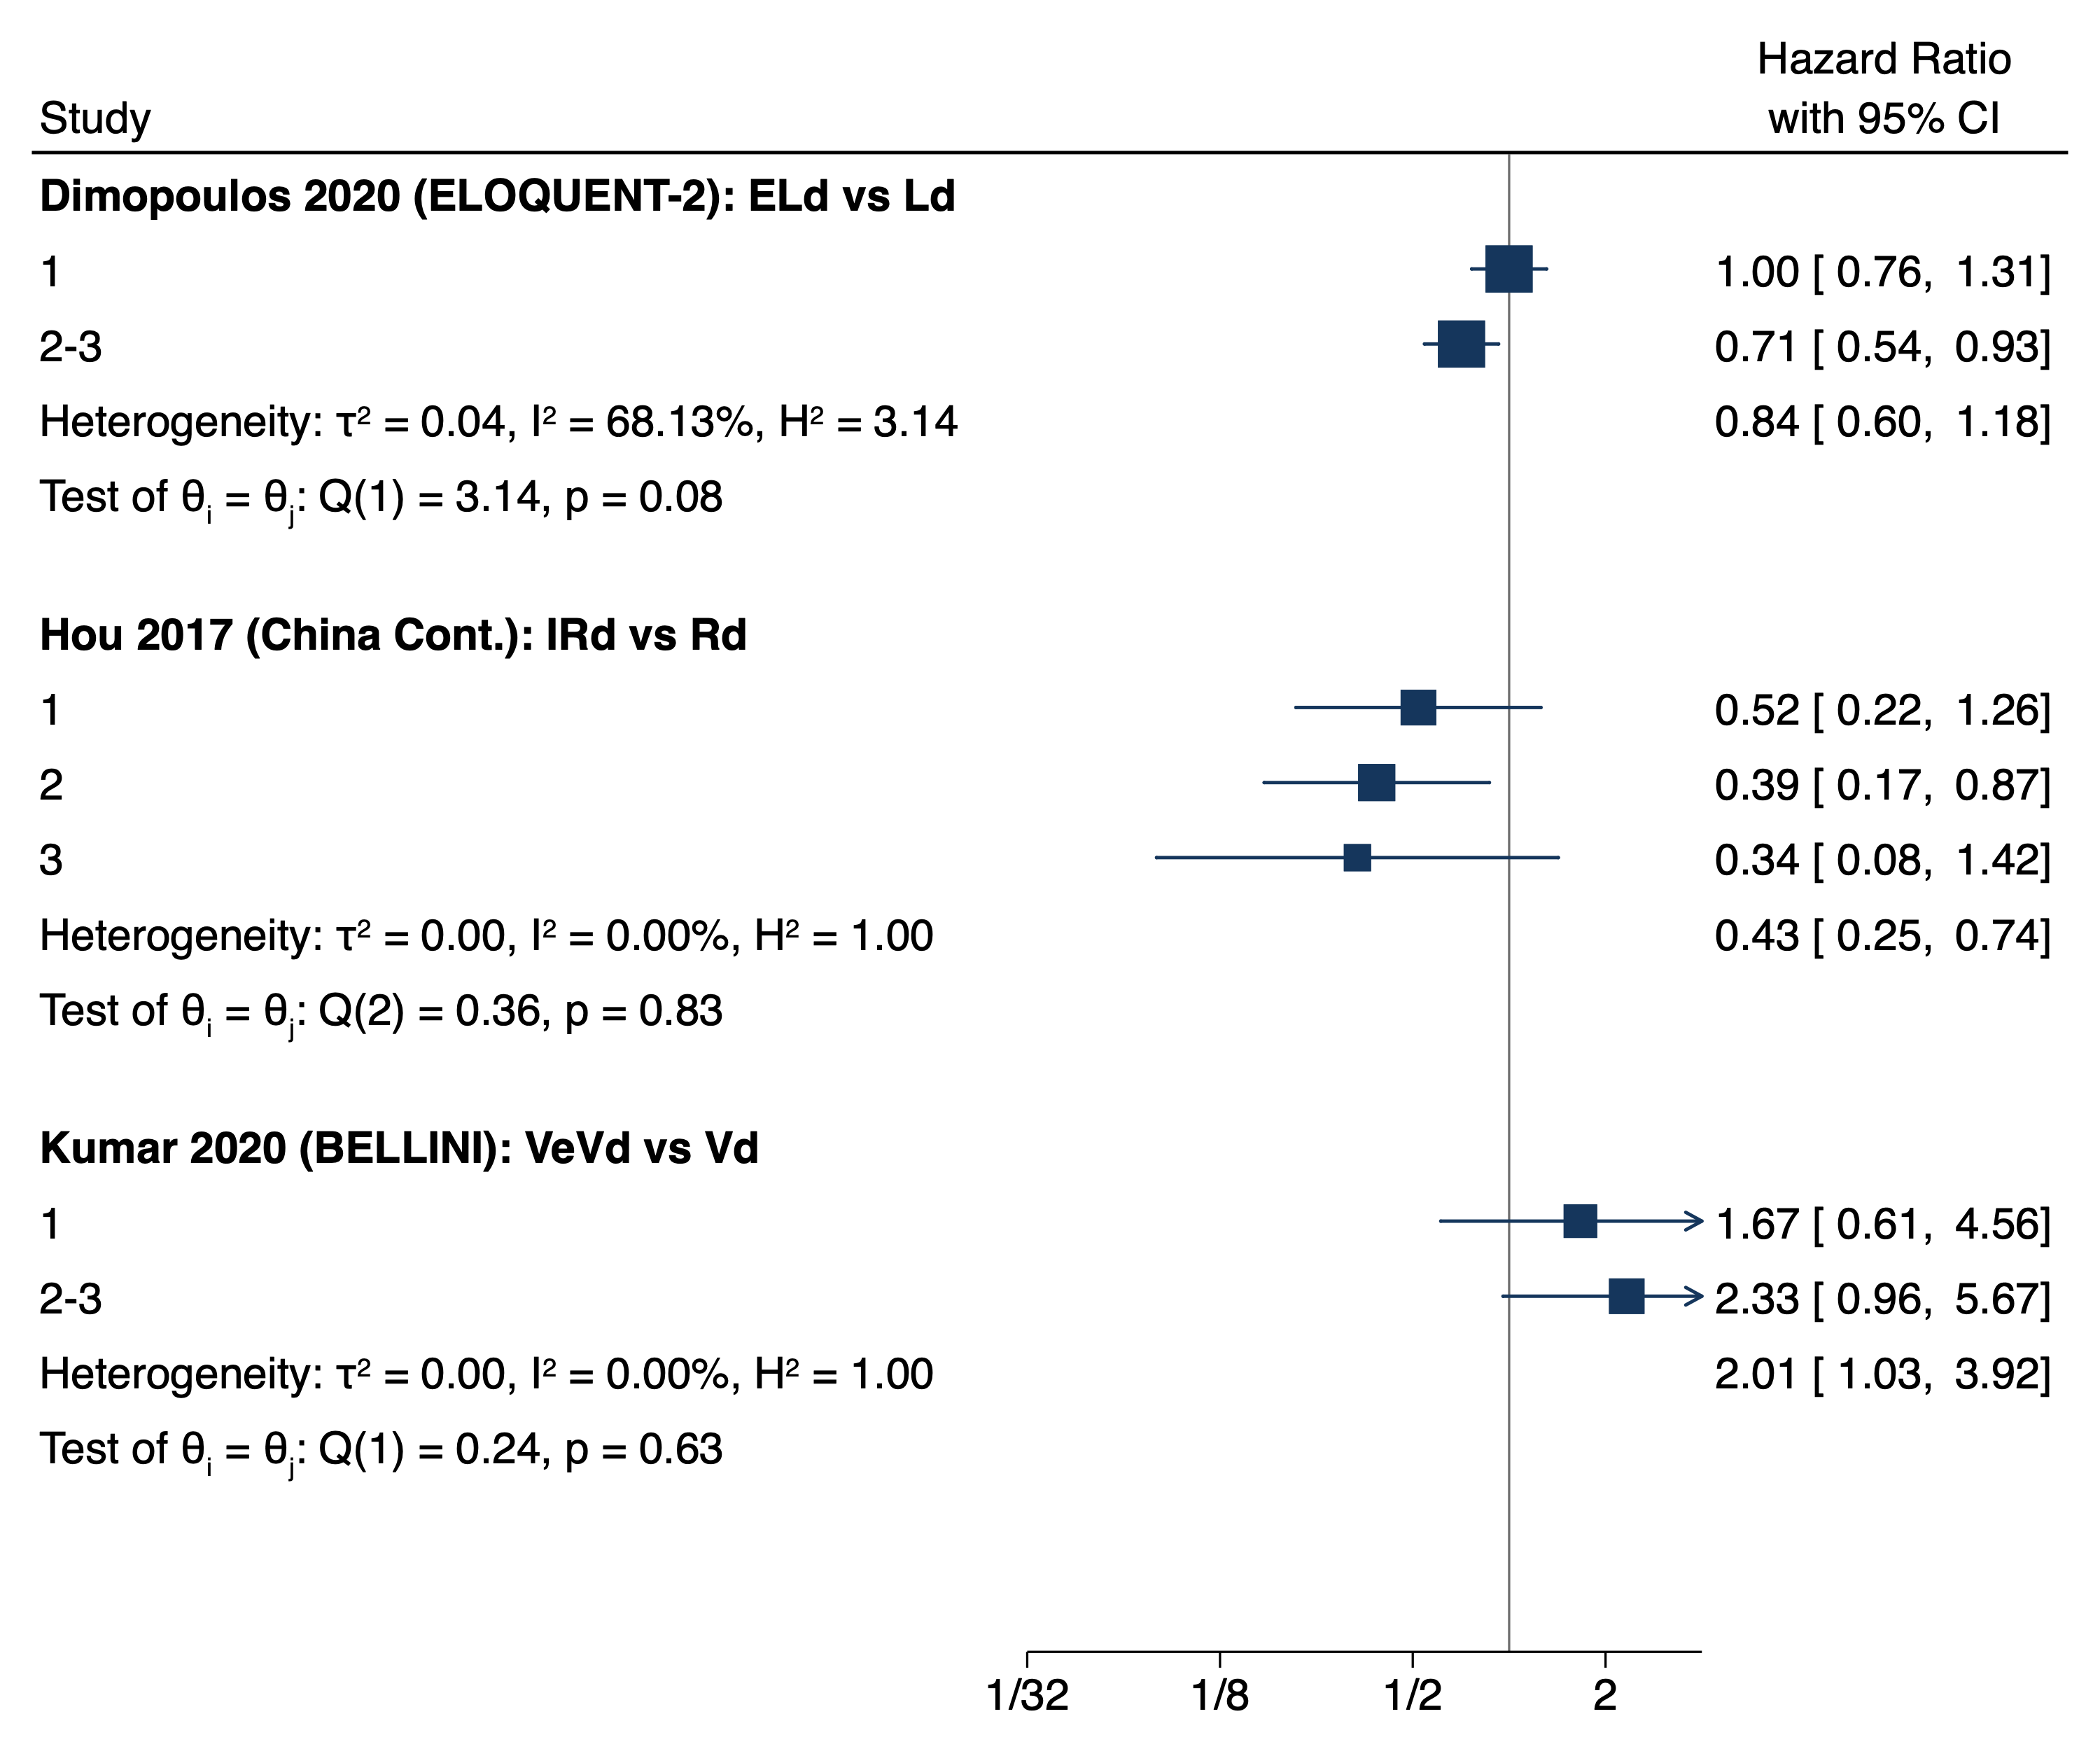 Hazard Ratio
Study with 95% CI
Dimopoulos 2020 (ELOQUENT-2): ELd vs Ld
1 1.00 [ 0.76, 1.31]
2-3 0.71 [ 0.54, 0.93]
Heterogeneity: τ² = 0.04, I² = 68.13%, H² = 3.14 0.84 [ 0.60, 1.18]
Test of θᵢ = θⱼ: Q(1) = 3.14, p = 0.08
Hou 2017 (China Cont.): IRd vs Rd
1 0.52 [ 0.22, 1.26]
2 0.39 [ 0.17, 0.87]
3 0.34 [ 0.08, 1.42]
Heterogeneity: τ² = 0.00, I² = 0.00%, H² = 1.00 0.43 [ 0.25, 0.74]
Test of θᵢ = θⱼ: Q(2) = 0.36, p = 0.83
Kumar 2020 (BELLINI): VeVd vs Vd
1 1.67 [ 0.61, 4.56]
2-3 2.33 [ 0.96, 5.67]
Heterogeneity: τ² = 0.00, I² = 0.00%, H² = 1.00 2.01 [ 1.03, 3.92]
Test of θᵢ = θⱼ: Q(1) = 0.24, p = 0.63
1/32 1/8 1/2 2